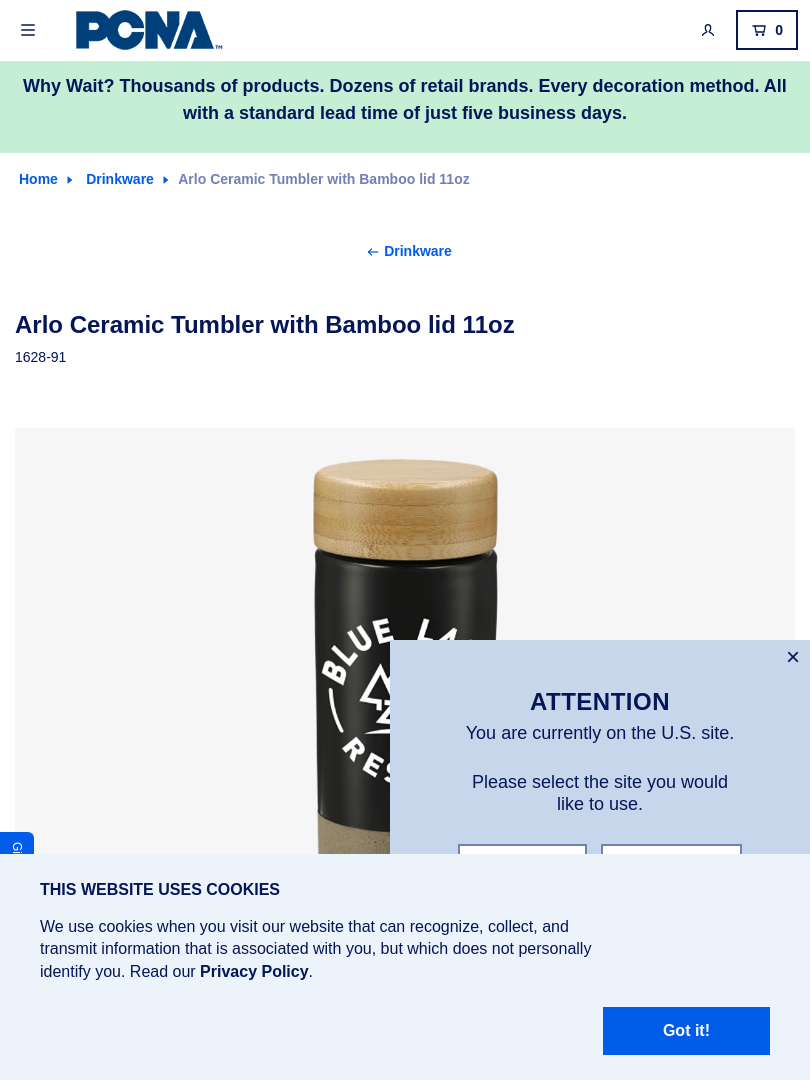 PCNA™
0
Why Wait? Thousands of products. Dozens of retail brands. Every decoration method. All
with a standard lead time of just five business days.
Home
Drinkware
Arlo Ceramic Tumbler with Bamboo lid 11oz
Drinkware
Arlo Ceramic Tumbler with Bamboo lid 11oz
1628-91
BLUE
ATTENTION
You are currently on the U.S. site.
Please select the site you would
like to use.
THIS WEBSITE USES COOKIES
We use cookies when you visit our website that can recognize, collect, and
transmit information that is associated with you, but which does not personally
identify you. Read our Privacy Policy.
Got it!